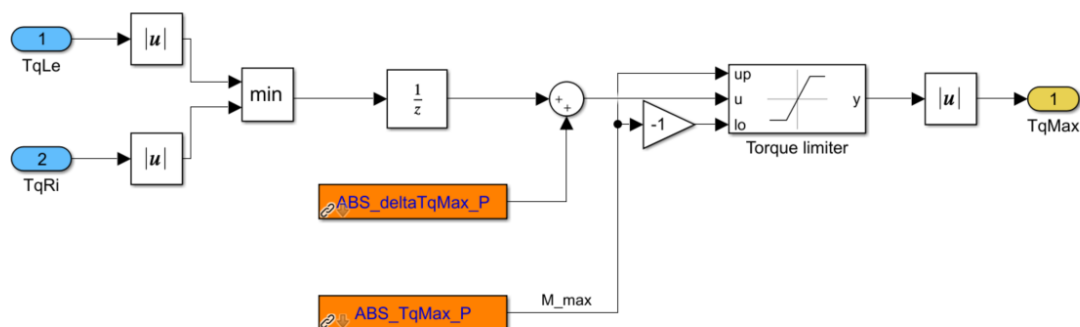 1
TqLe
|u|
min
1
z
+
+
up
u
lo
y
-1
Torque limiter
|u|
1
TqMax
2
TqRi
|u|
ABS_deltaTqMax_P
M_max
ABS_TqMax_P